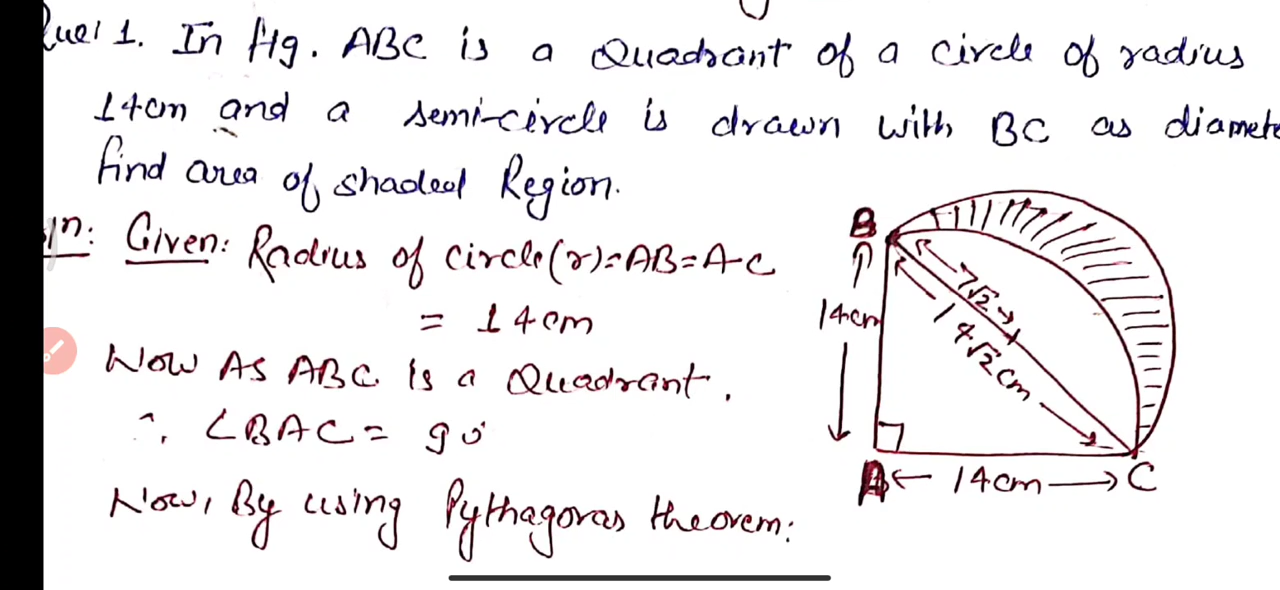 1. In fig. ABC is a Quadrant of a circle of radius
14cm and a semi-circle is drawn with BC as diamete
find area of shaded Region.
Given: Radius of circle(r)=AB=AC
= 14cm
Now As ABC is a Quadrant.
∴ ∠BAC = 90°
Now, By using Pythagoras theorem:
B
14cm
7√2
14√2 cm
A ← 14cm → C